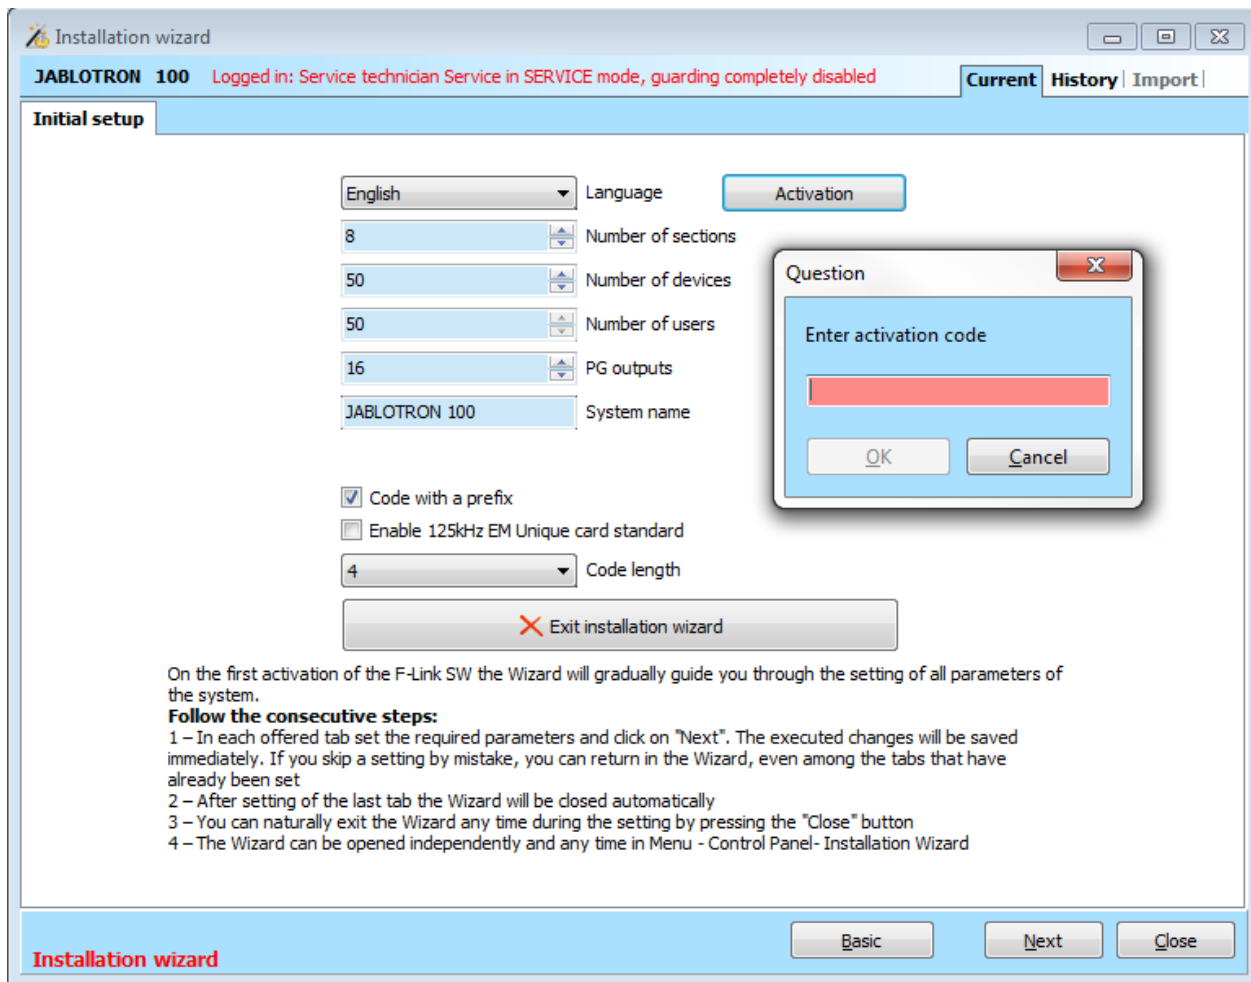 Installation wizard
JABLOTRON 100 Logged in: Service technician Service in SERVICE mode, guarding completely disabled Current History Import
Initial setup
English Language Activation
8 Number of sections
50 Number of devices
50 Number of users
16 PG outputs
JABLOTRON 100 System name
Question
Enter activation code
OK Cancel
Code with a prefix
Enable 125kHz EM Unique card standard
4 Code length
Exit installation wizard
On the first activation of the F-Link SW the Wizard will gradually guide you through the setting of all parameters of
the system.
Follow the consecutive steps:
1 – In each offered tab set the required parameters and click on "Next". The executed changes will be saved
immediately. If you skip a setting by mistake, you can return in the Wizard, even among the tabs that have
already been set
2 – After setting of the last tab the Wizard will be closed automatically
3 – You can naturally exit the Wizard any time during the setting by pressing the "Close" button
4 – The Wizard can be opened independently and any time in Menu - Control Panel- Installation Wizard
Installation wizard Basic Next Close